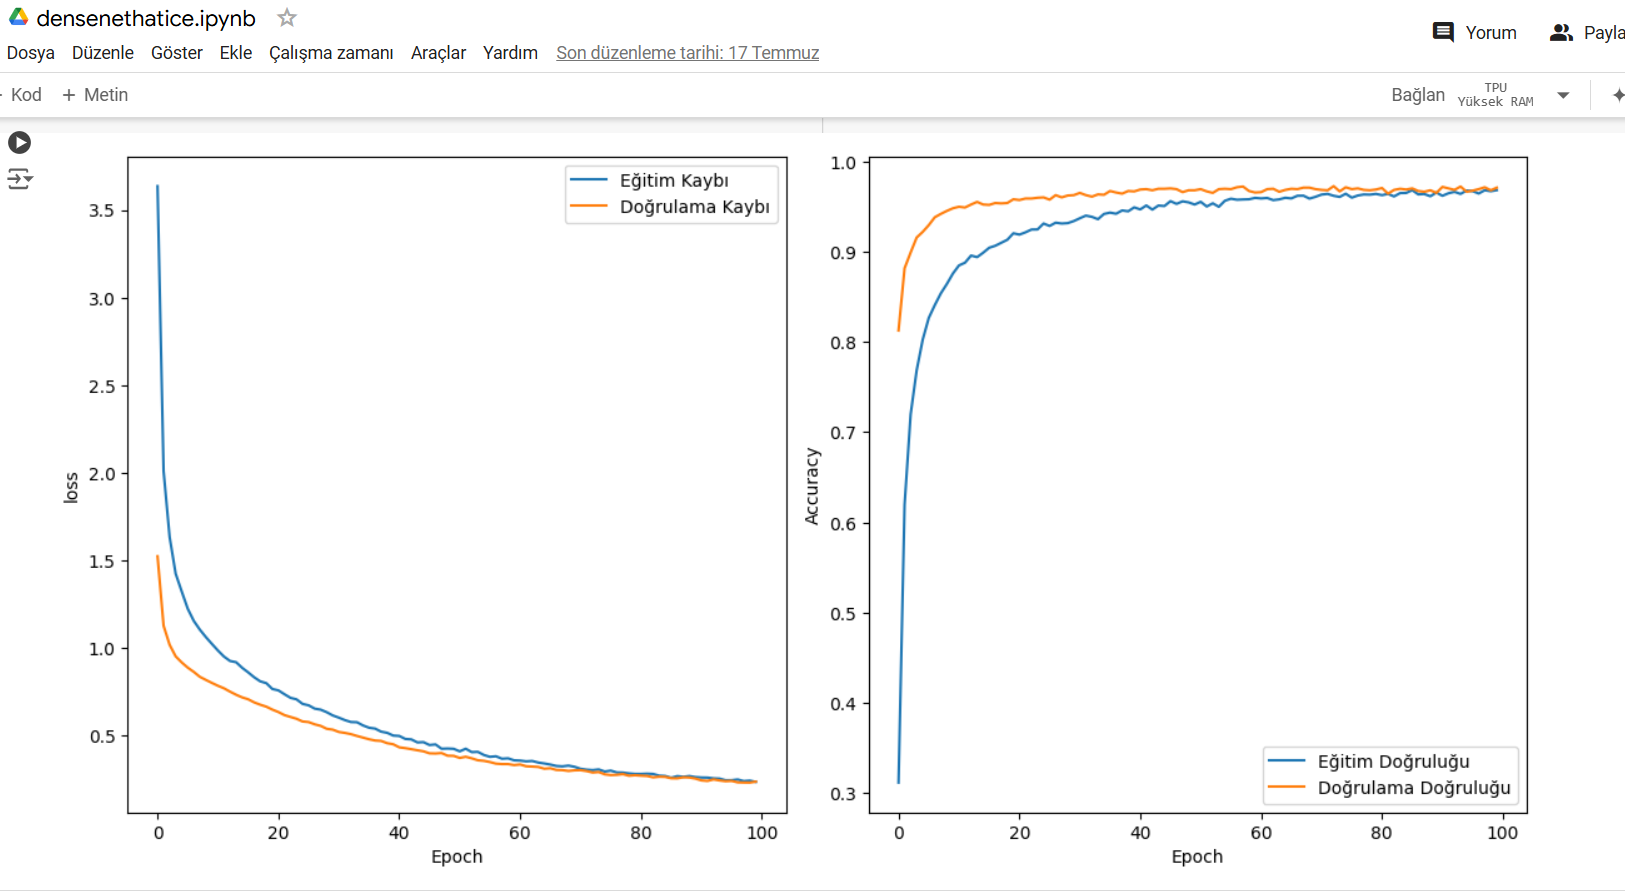 densenethatice.ipynb
Dosya Düzenle Göster Ekle Çalışma zamanı Araçlar Yardım Son düzenleme tarihi: 17 Temmuz
Yorum
Kod + Metin
Bağlan
TPU
Yüksek RAM
Eğitim Kaybı
Doğrulama Kaybı
3.5
3.0
2.5
2.0
1.5
1.0
0.5
loss
0 20 40 60 80 100
Epoch
1.0
0.9
0.8
0.7
0.6
0.5
0.4
0.3
Accuracy
Eğitim Doğruluğu
Doğrulama Doğruluğu
0 20 40 60 80 100
Epoch